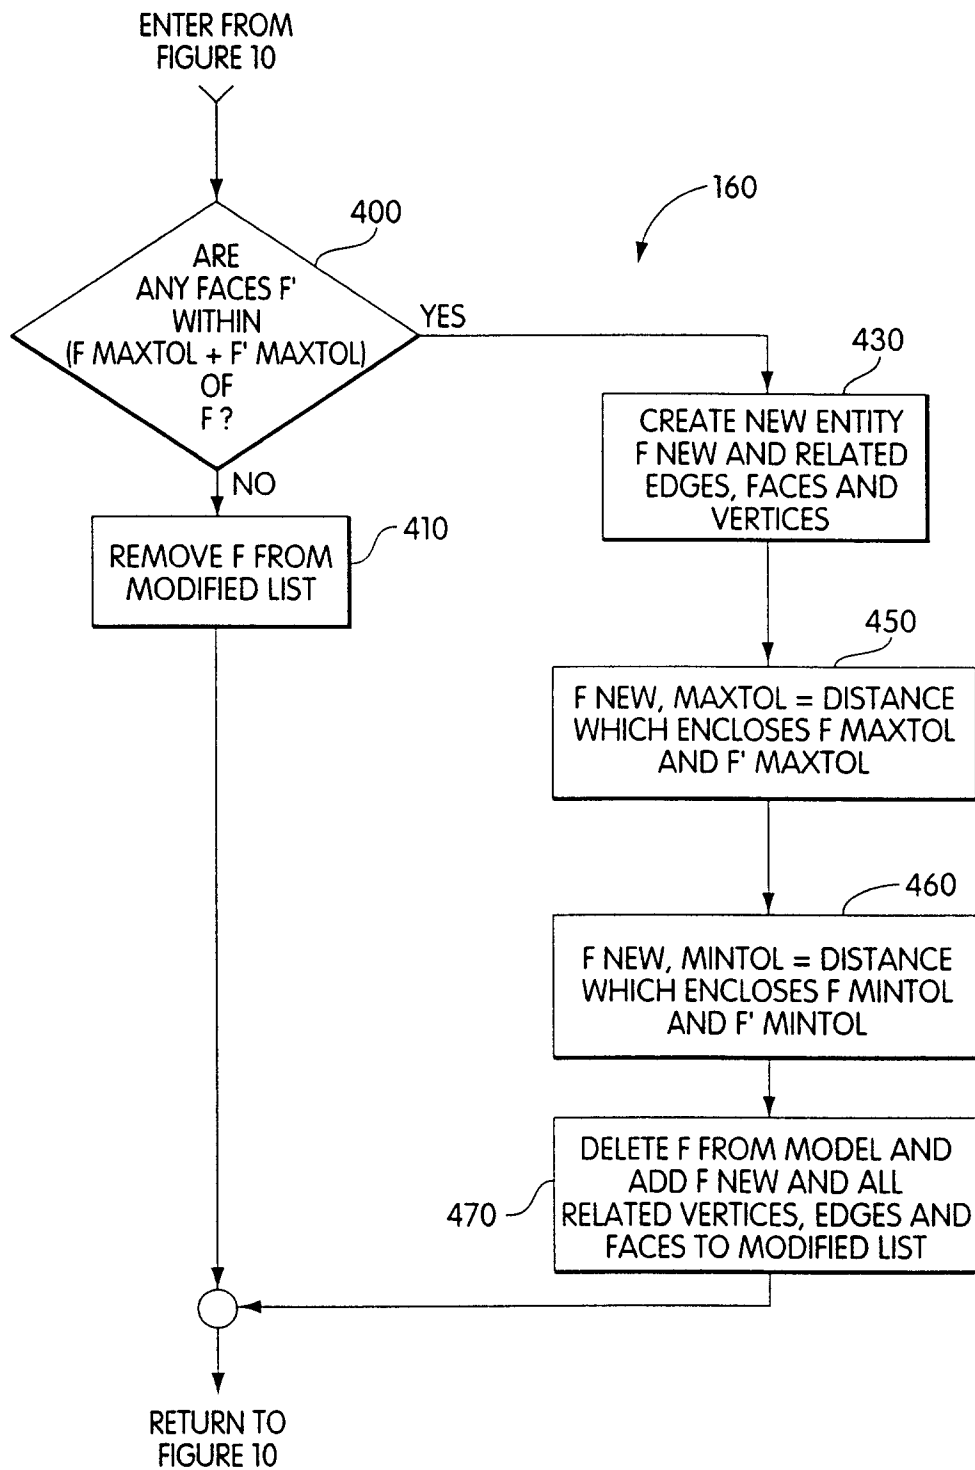 ENTER FROM
FIGURE 10
160
400
ARE
ANY FACES F'
WITHIN
(F MAXTOL + F' MAXTOL)
OF
F ?
YES
NO
410
REMOVE F FROM
MODIFIED LIST
430
CREATE NEW ENTITY
F NEW AND RELATED
EDGES, FACES AND
VERTICES
450
F NEW, MAXTOL = DISTANCE
WHICH ENCLOSES F MAXTOL
AND F' MAXTOL
460
F NEW, MINTOL = DISTANCE
WHICH ENCLOSES F MINTOL
AND F' MINTOL
470
DELETE F FROM MODEL AND
ADD F NEW AND ALL
RELATED VERTICES, EDGES AND
FACES TO MODIFIED LIST
RETURN TO
FIGURE 10